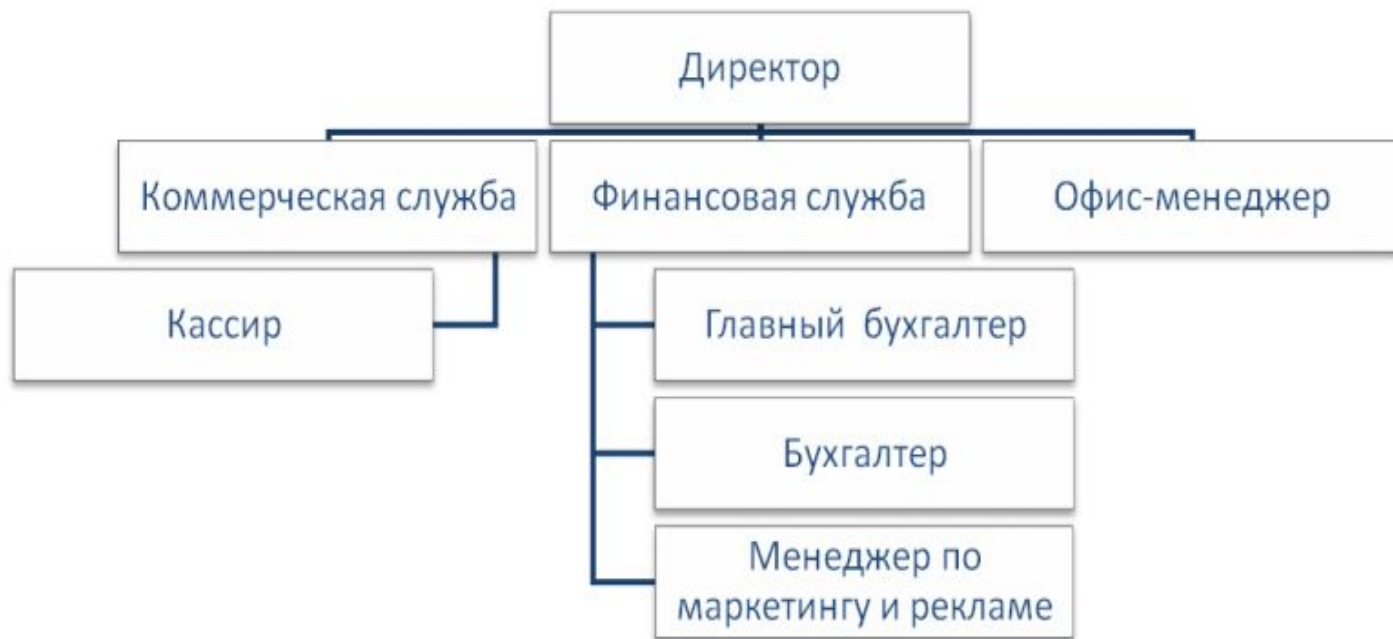 Директор
Коммерческая служба
Финансовая служба
Офис-менеджер
Кассир
Главный бухгалтер
Бухгалтер
Менеджер по
маркетингу и рекламе